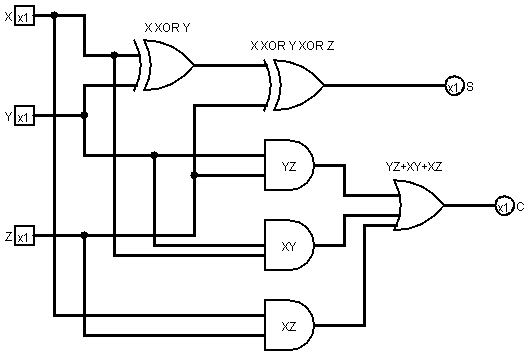 X XOR Y
X x1
X XOR Y XOR Z
x1 S
Y x1
YZ
YZ+XY+XZ
x1 C
Z x1
XY
XZ